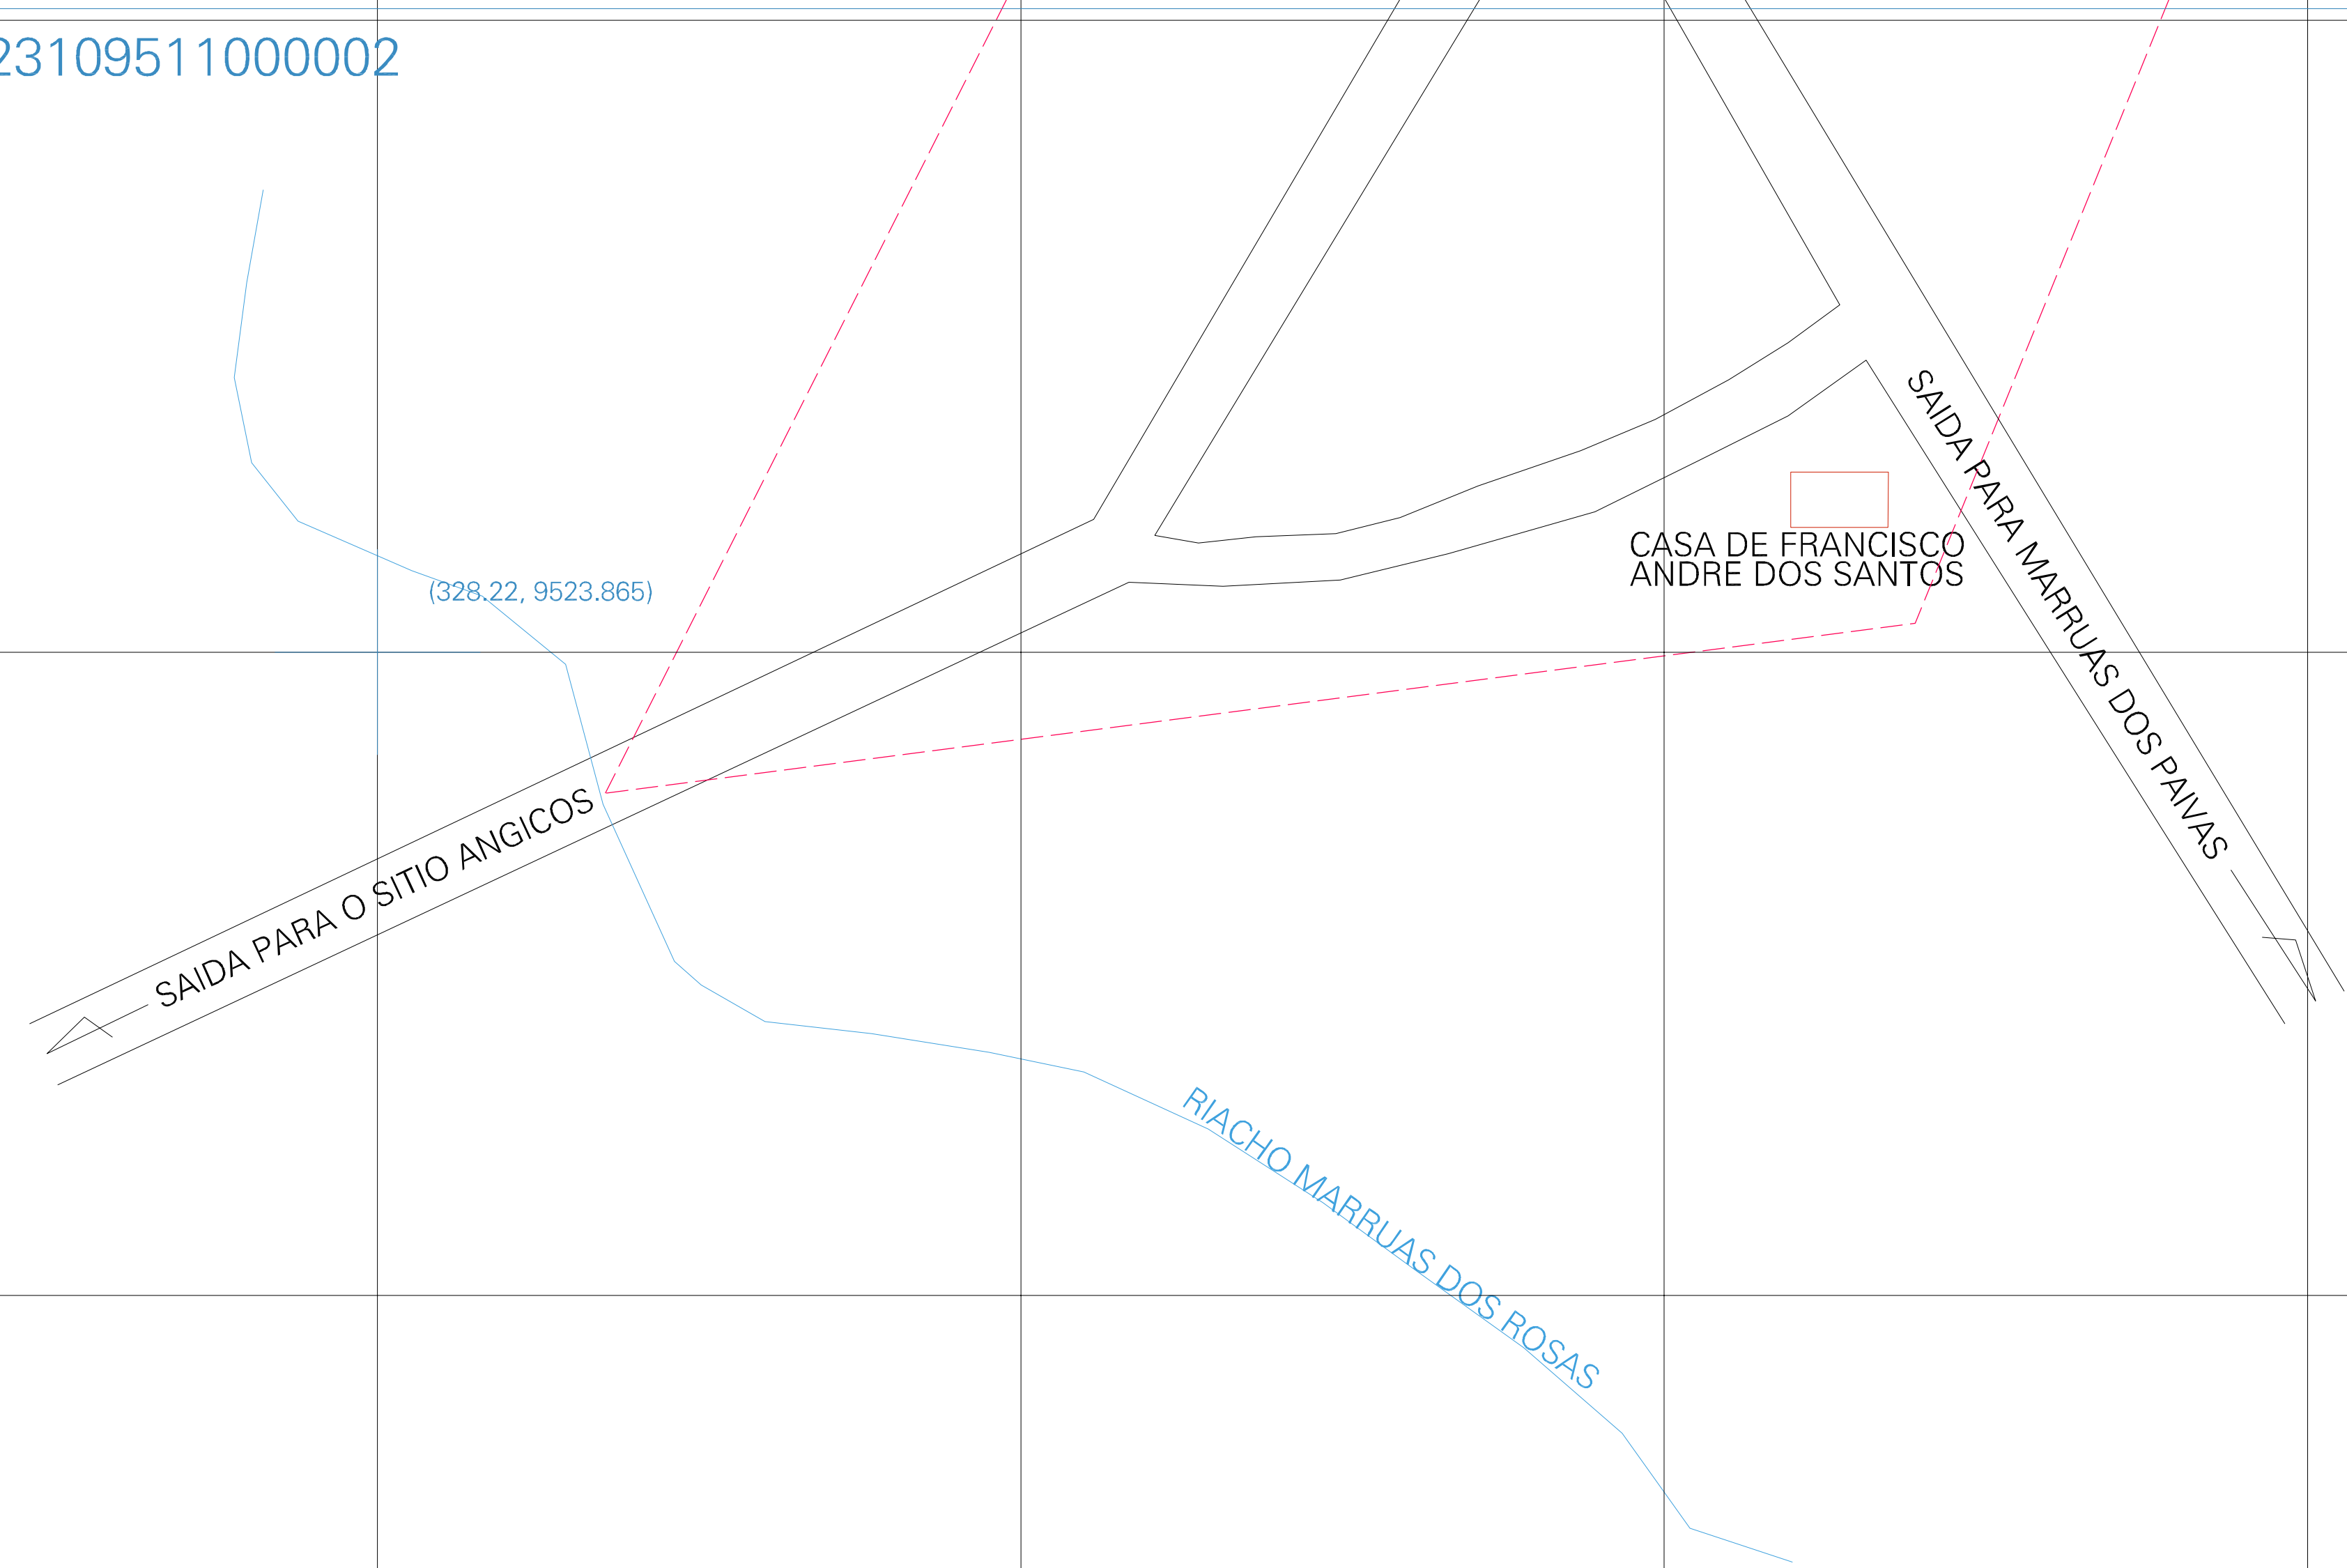 231095110000002
(328.22, 9523.865)
CASA DE FRANCISCO
ANDRE DOS SANTOS
SAIDA PARA MARRUAS DOS PAIVAS
SAIDA PARA O SITIO ANGICOS
RIACHO MARRUAS DOS ROSAS